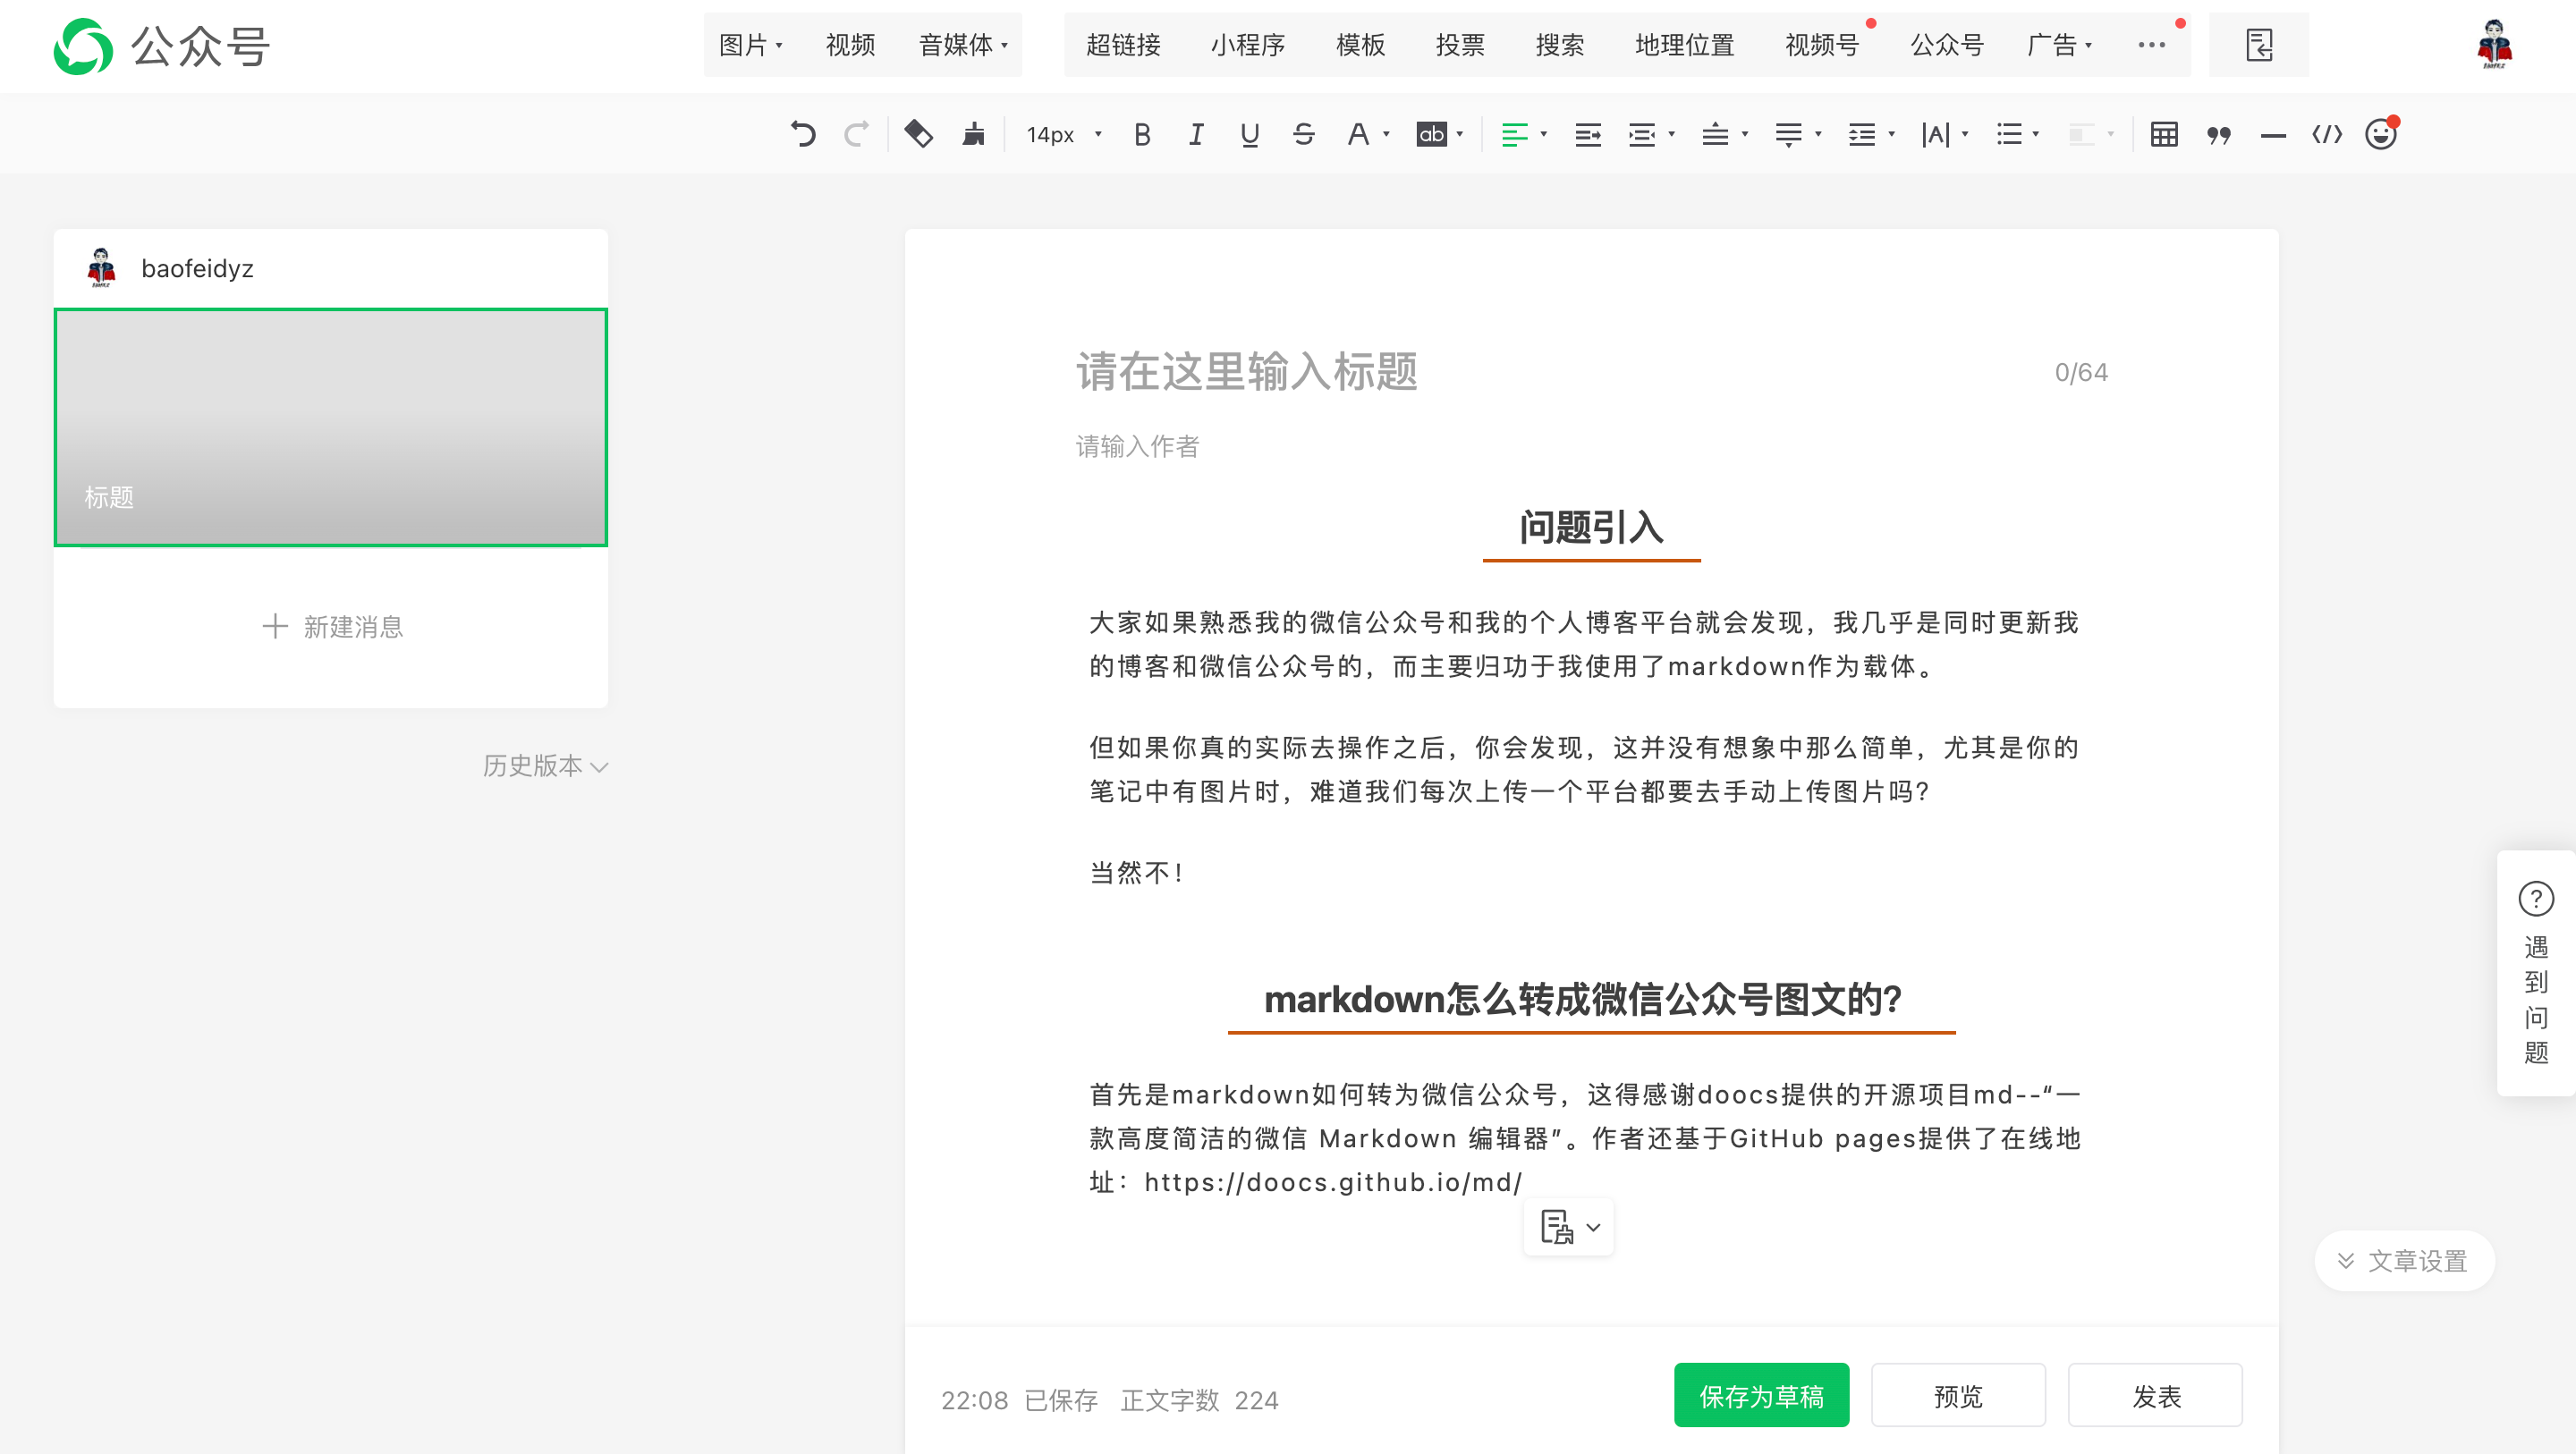 公众号
图片 视频 音媒体 超链接 小程序 模板 投票 搜索 地理位置 视频号 公众号 广告
14px
baofeidyz
标题
新建消息
历史版本
请在这里输入标题 0/64
请输入作者
问题引入
大家如果熟悉我的微信公众号和我的个人博客平台就会发现，我几乎是同时更新我
的博客和微信公众号的，而主要归功于我使用了markdown作为载体。
但如果你真的实际去操作之后，你会发现，这并没有想象中那么简单，尤其是你的
笔记中有图片时，难道我们每次上传一个平台都要去手动上传图片吗?
当然不！
markdown怎么转成微信公众号图文的?
首先是markdown如何转为微信公众号，这得感谢doocs提供的开源项目md--“一
款高度简洁的微信 Markdown 编辑器”。作者还基于GitHub pages提供了在线地
址：https://doocs.github.io/md/
遇到问题
文章设置
22:08 已保存 正文字数 224
保存为草稿 预览 发表